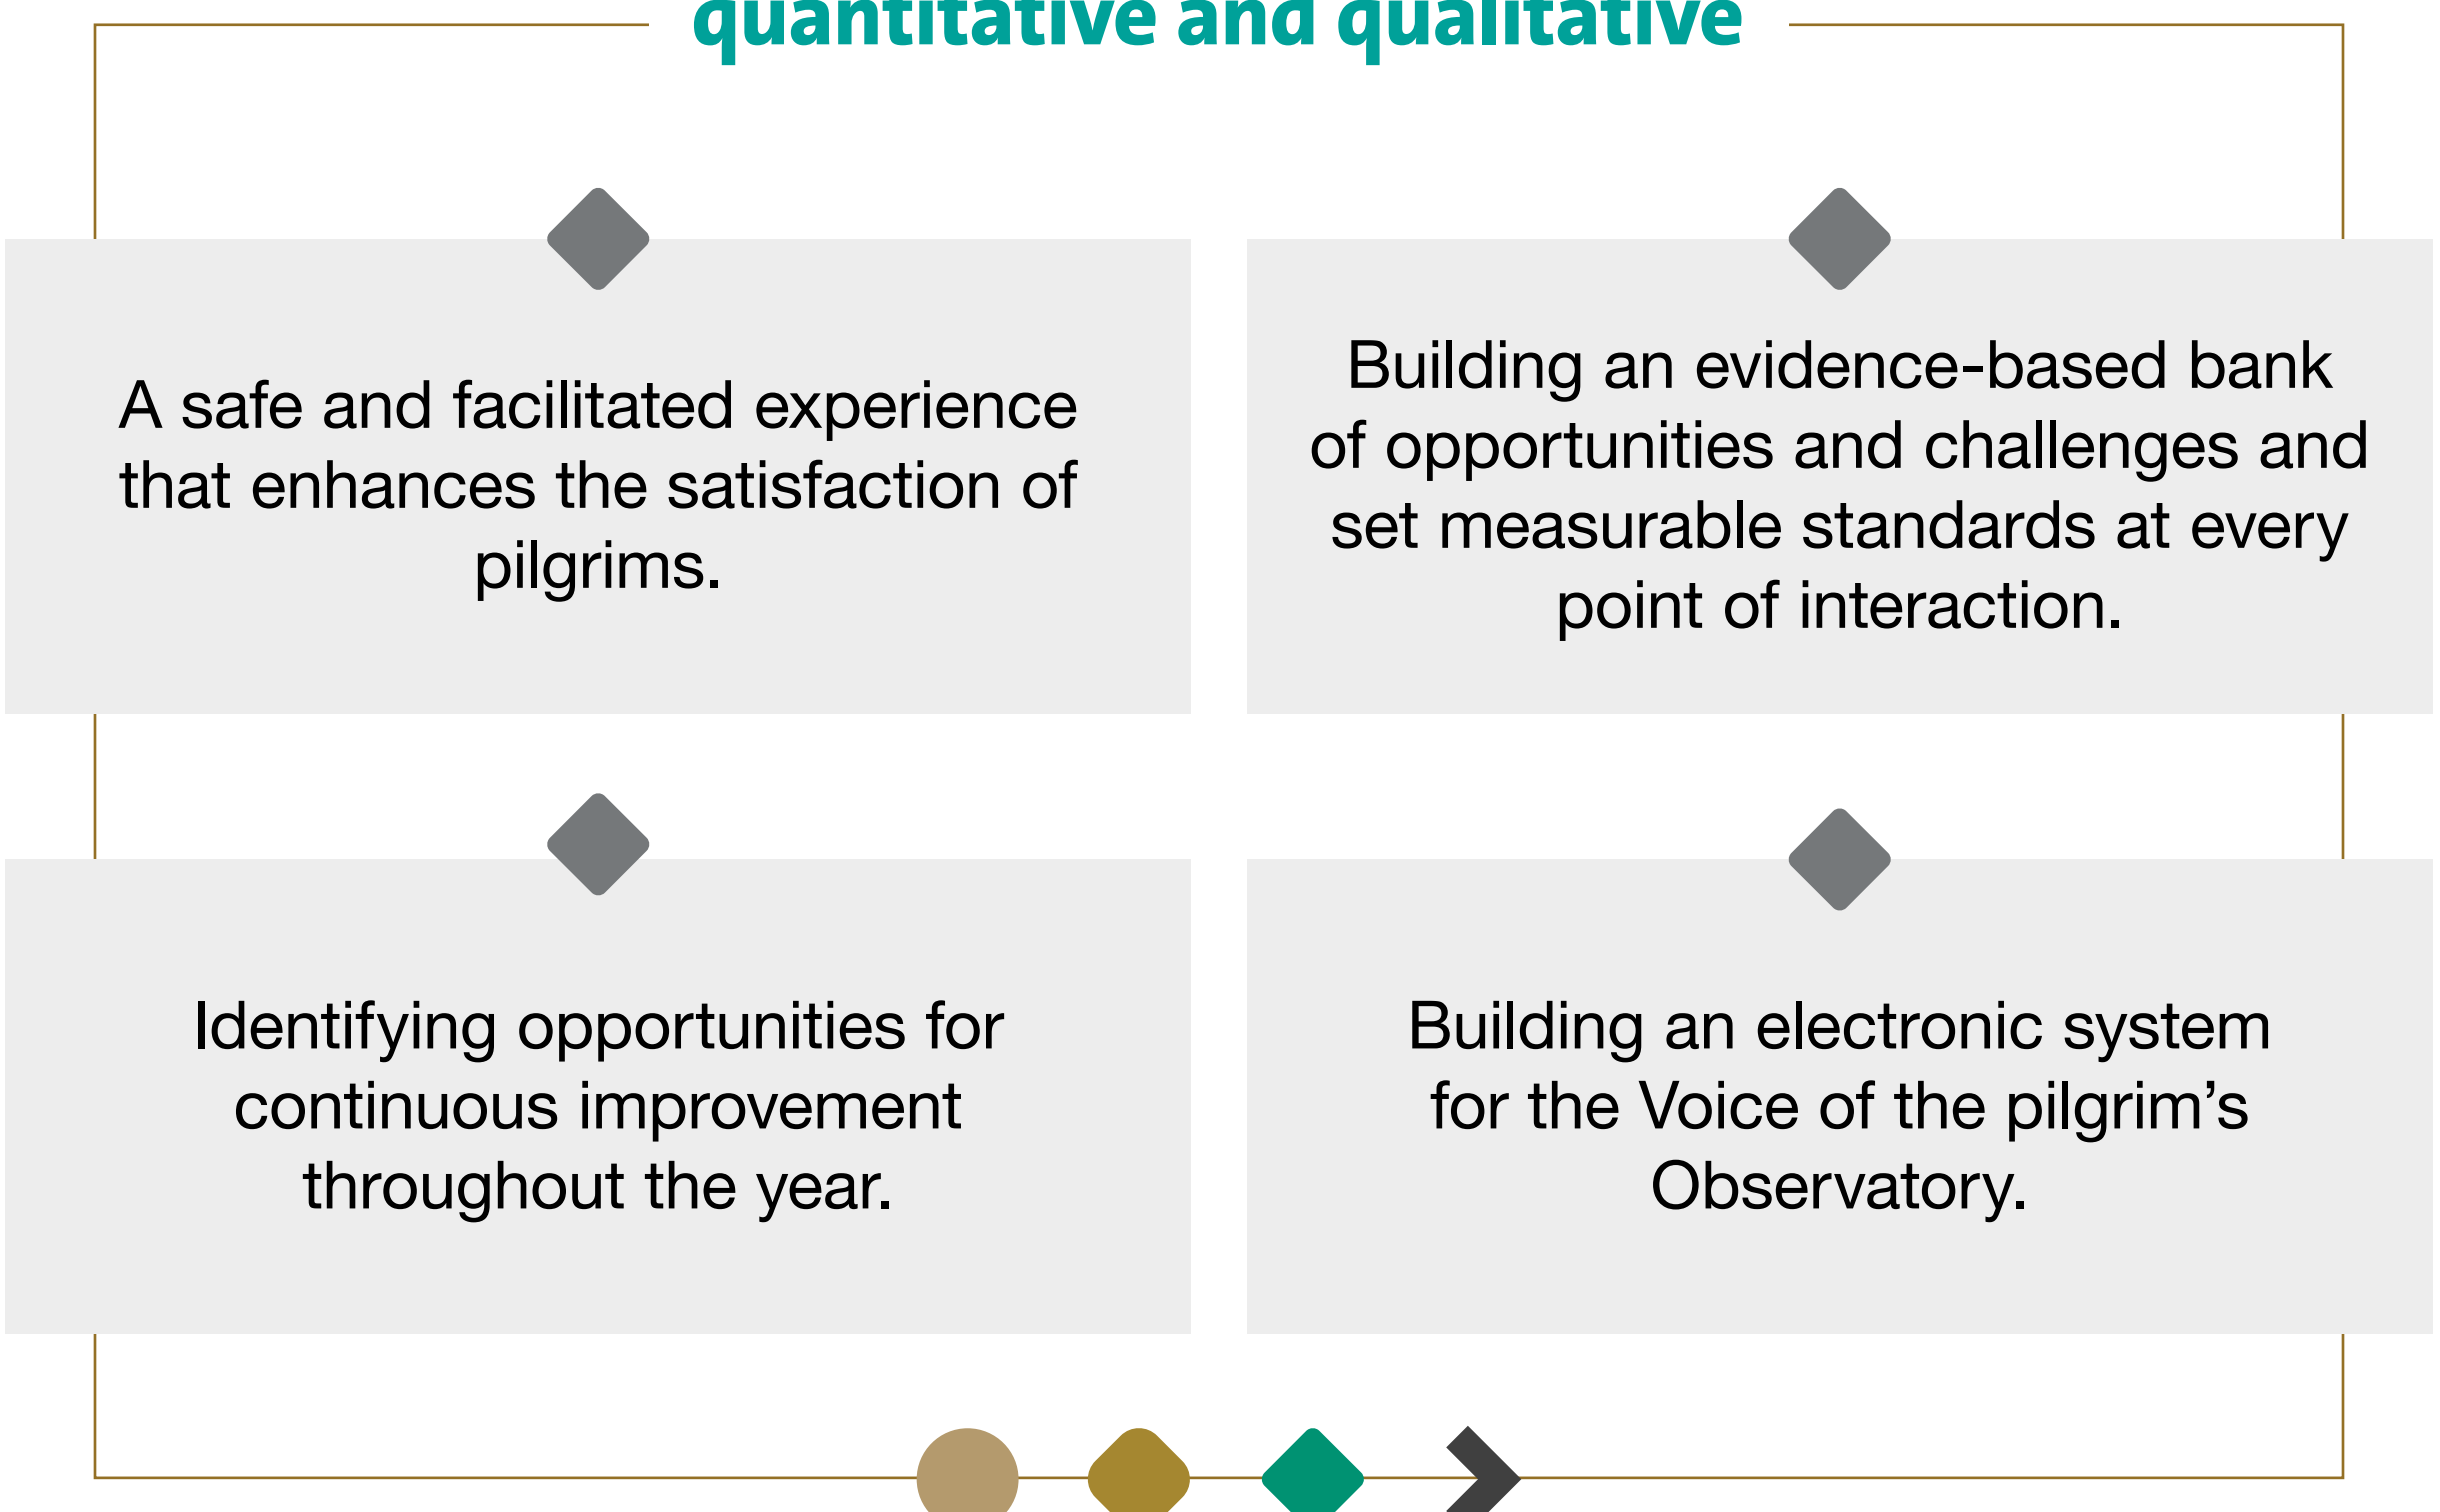 quantitative and qualitative
A safe and facilitated experience
that enhances the satisfaction of
pilgrims.
Building an evidence-based bank
of opportunities and challenges and
set measurable standards at every
point of interaction.
Identifying opportunities for
continuous improvement
throughout the year.
Building an electronic system
for the Voice of the pilgrim’s
Observatory.